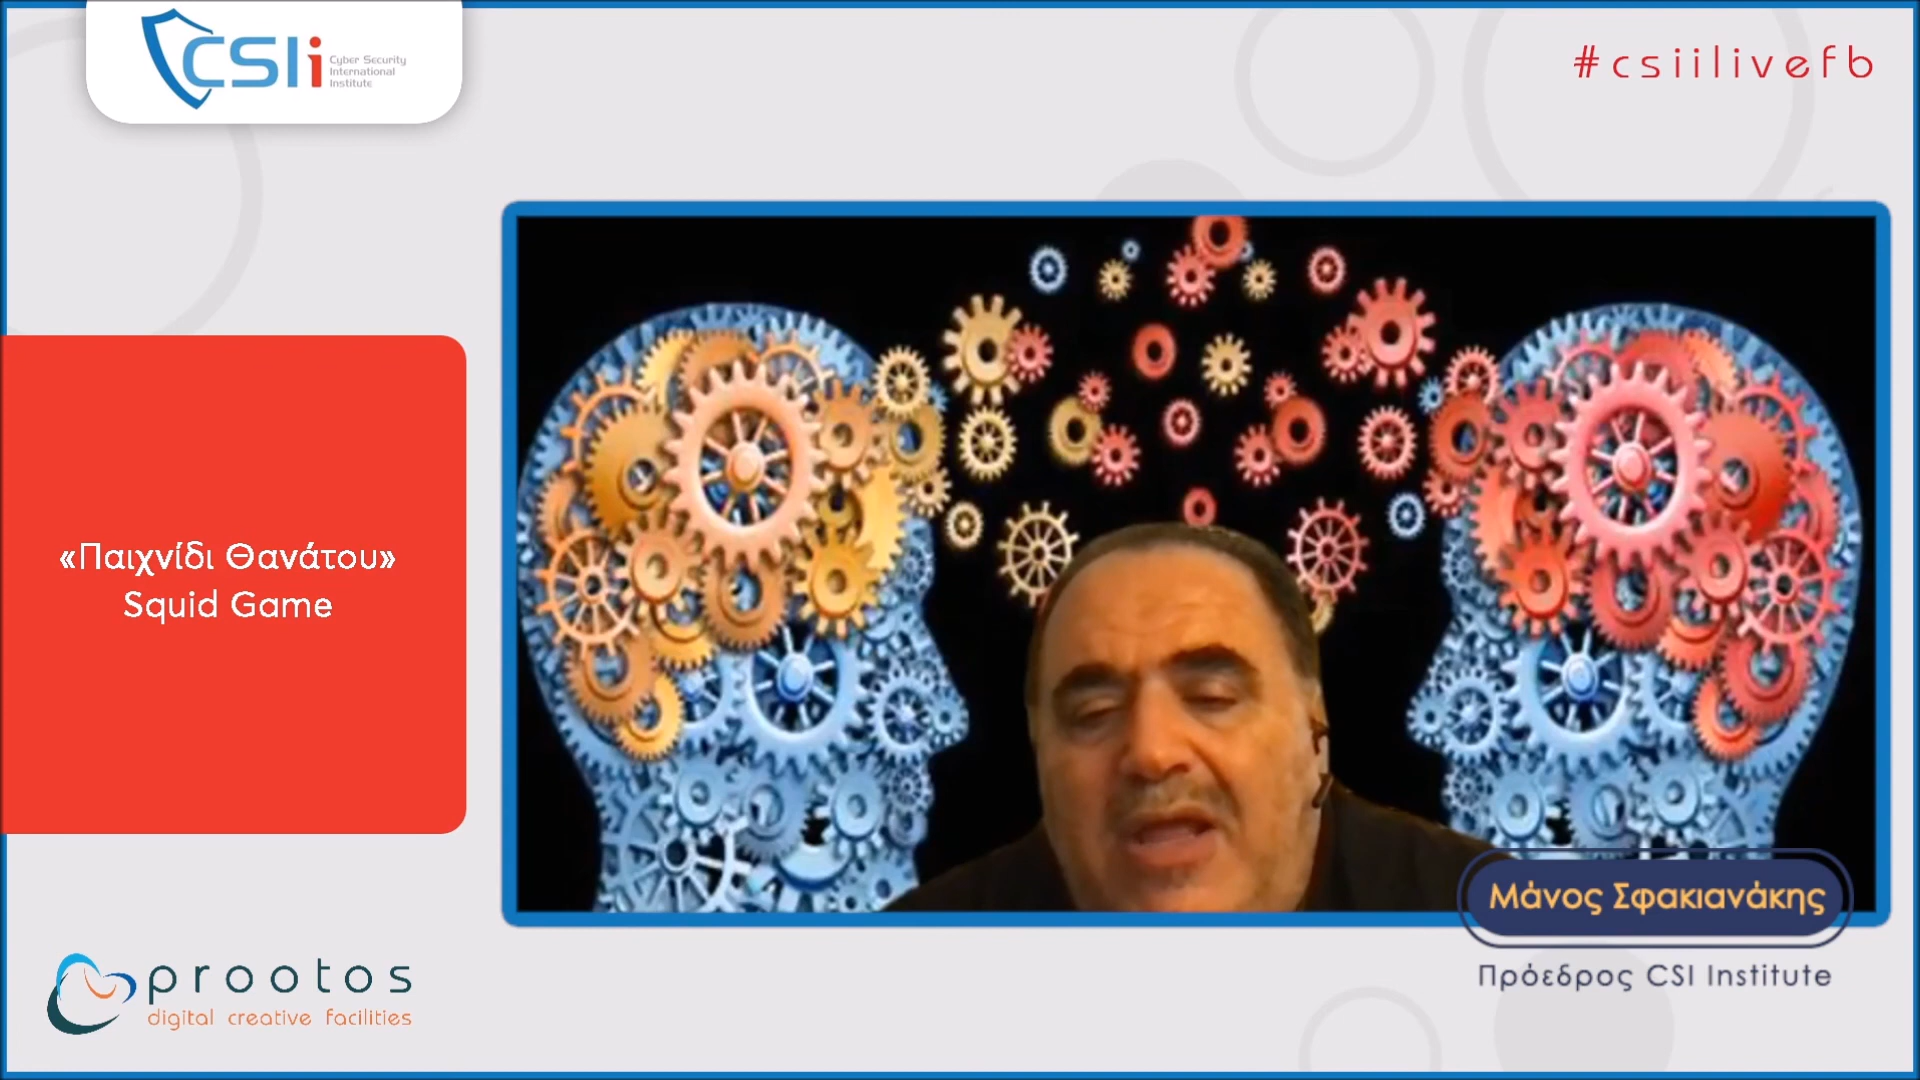 CSIi
Cyber Security
International
Institute
#csiilivefb
«Παιχνίδι Θανάτου»
Squid Game
Μάνος Σφακιανάκης
Πρόεδρος CSI Institute
prootos
digital creative facilities